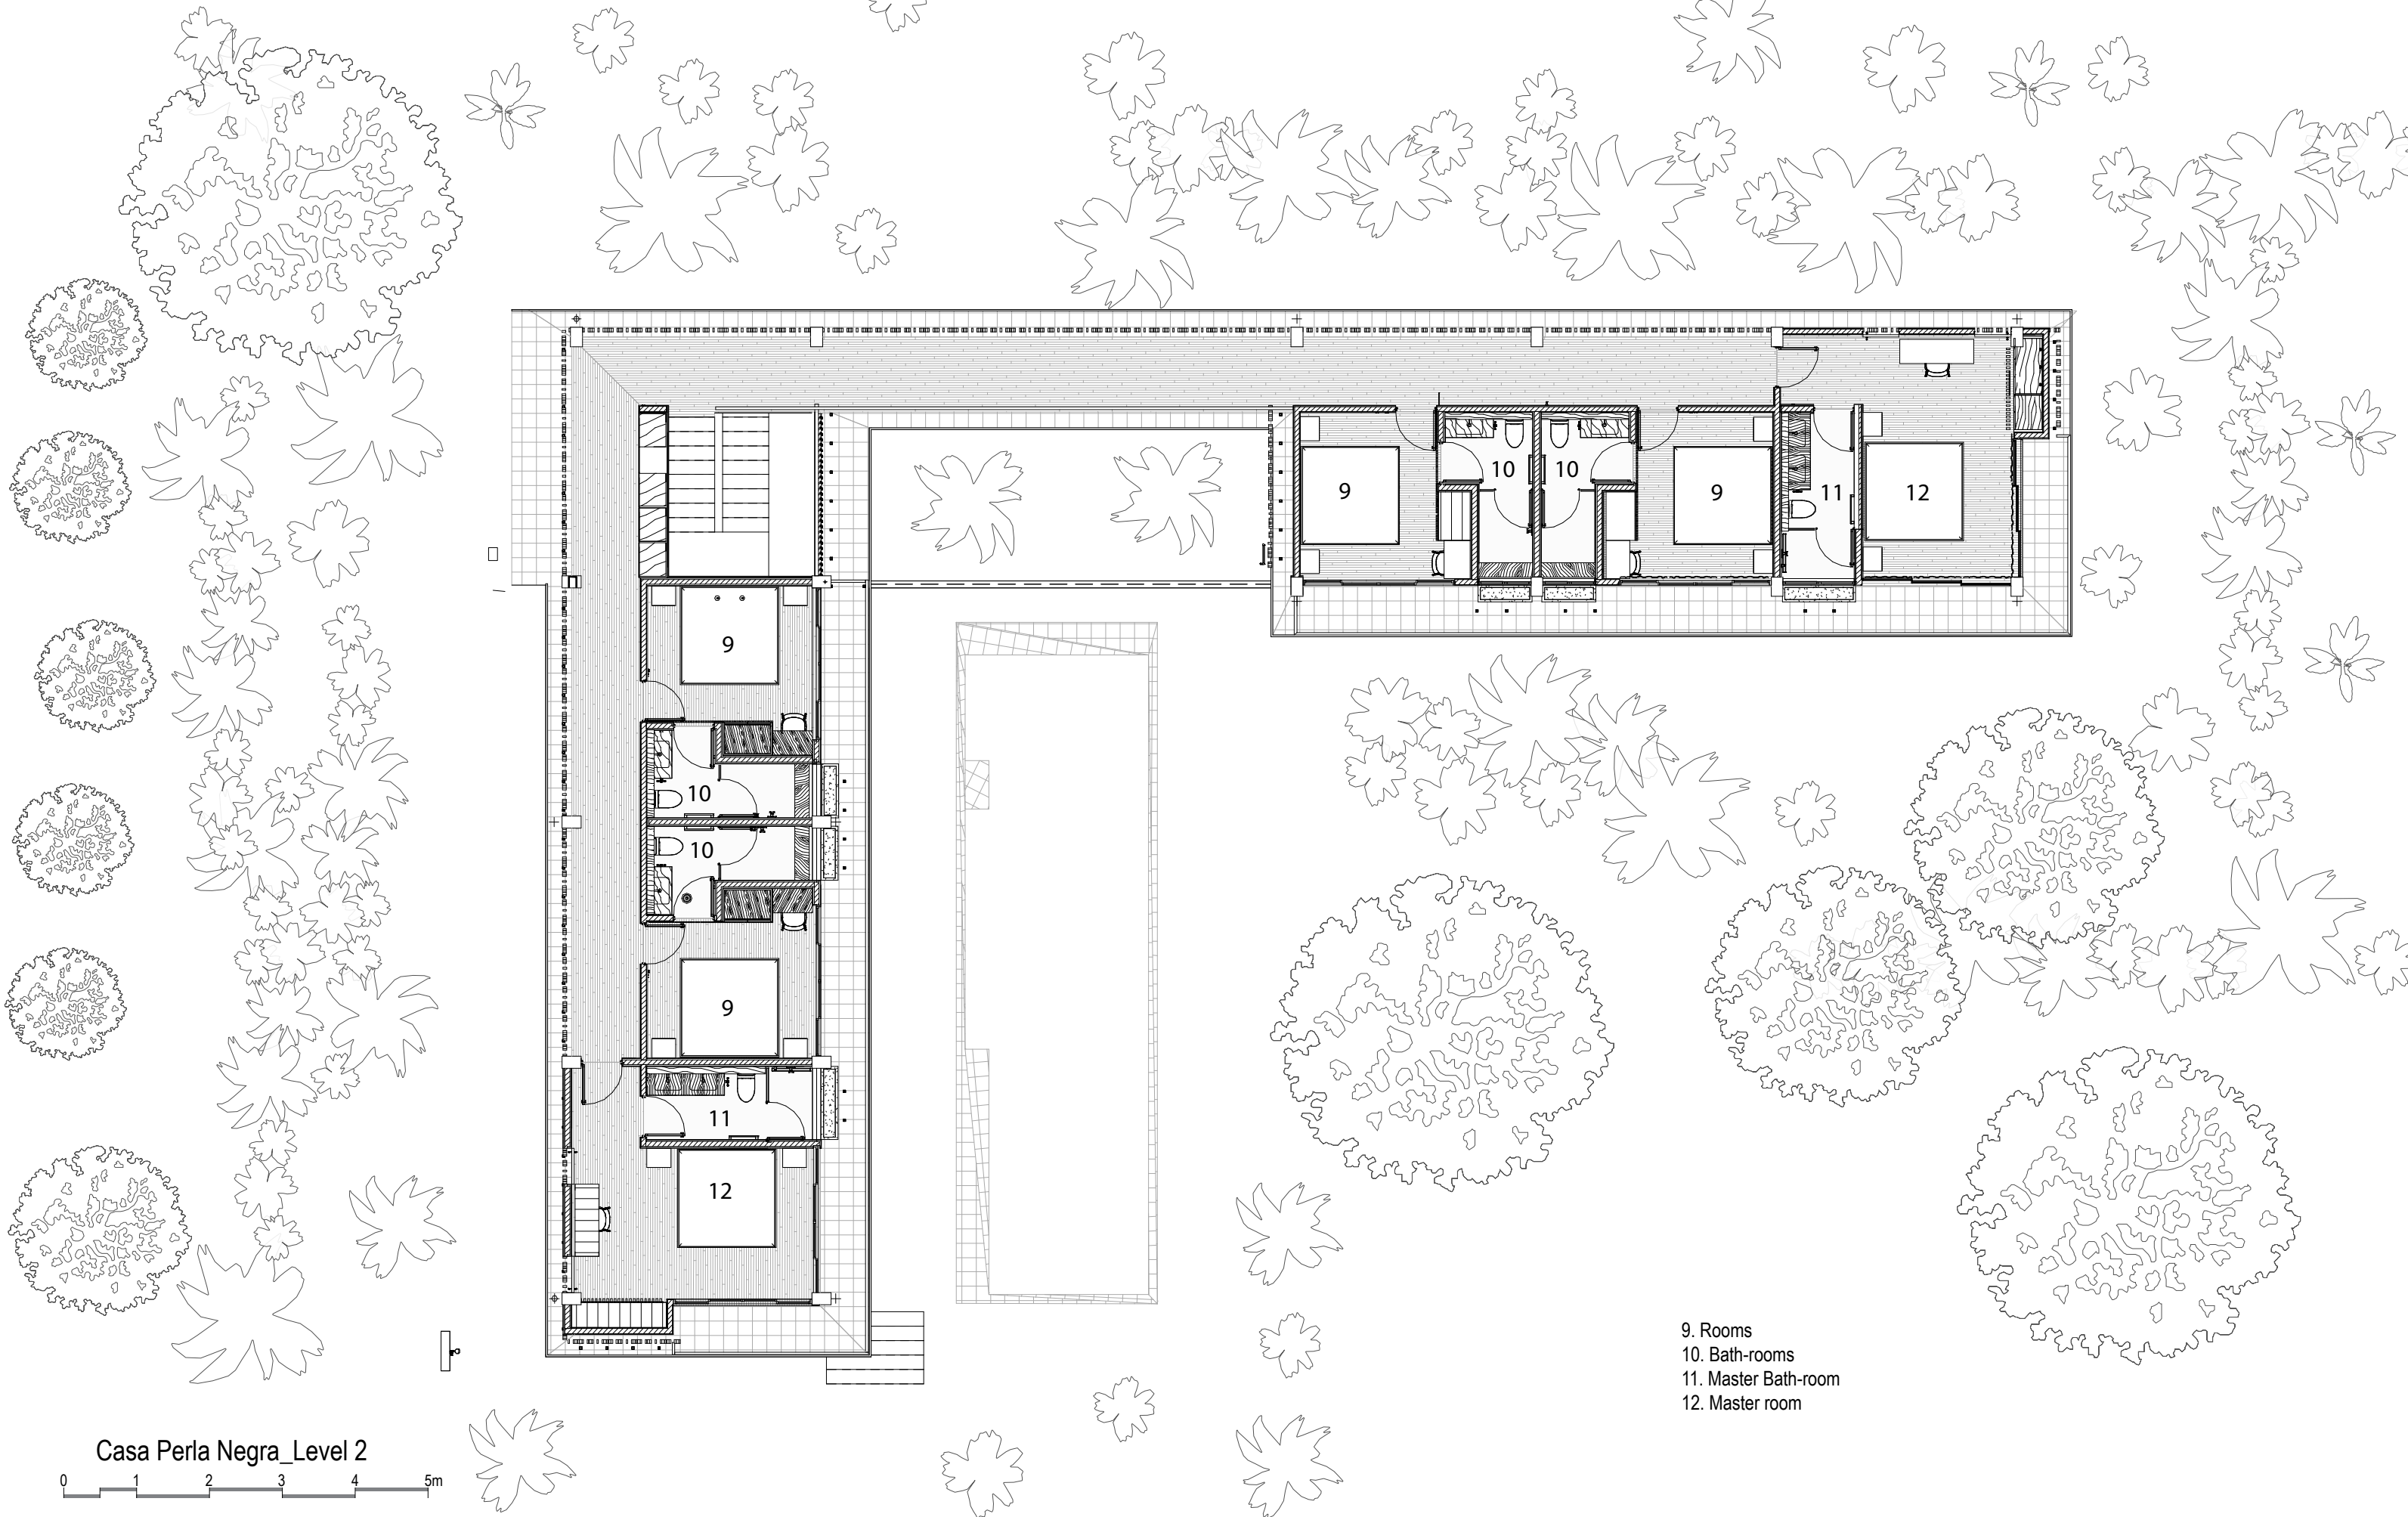 9
10
10
9
11
12
9
10
10
9
11
12
9. Rooms
10. Bath-rooms
11. Master Bath-room
12. Master room
Casa Perla Negra_Level 2
0 1 2 3 4 5m